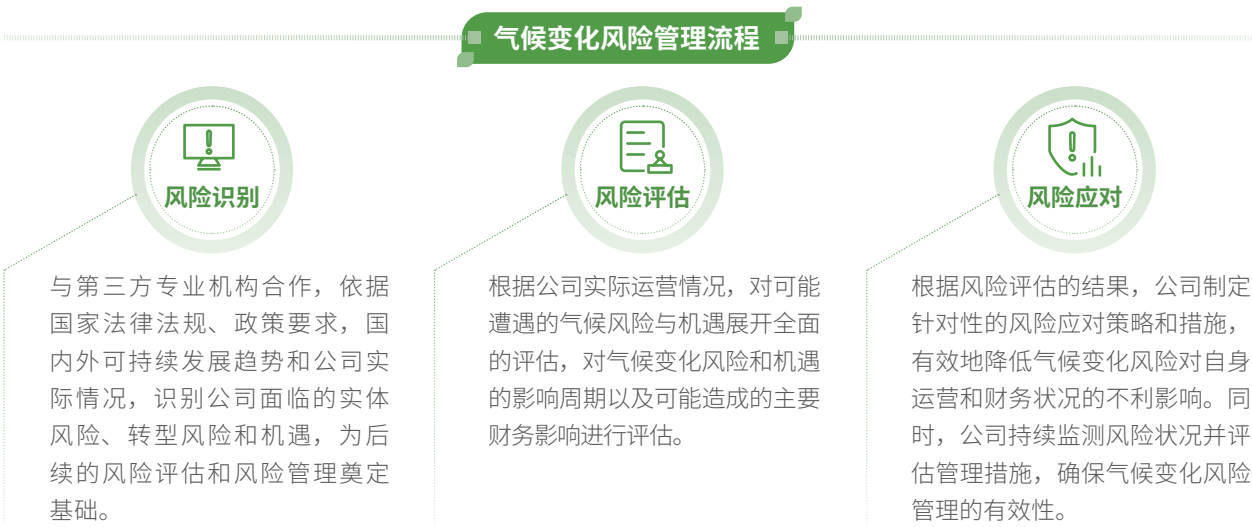 气候变化风险管理流程
风险识别
与第三方专业机构合作，依据
国家法律法规、政策要求，国
内外可持续发展趋势和公司实
际情况，识别公司面临的实体
风险、转型风险和机遇，为后
续的风险评估和风险管理奠定
基础。
风险评估
根据公司实际运营情况，对可能
遭遇的气候风险与机遇展开全面
的评估，对气候变化风险和机遇
的影响周期以及可能造成的主要
财务影响进行评估。
风险应对
根据风险评估的结果，公司制定
针对性的风险应对策略和措施，
有效地降低气候变化风险对自身
运营和财务状况的不利影响。同
时，公司持续监测风险状况并评
估管理措施，确保气候变化风险
管理的有效性。